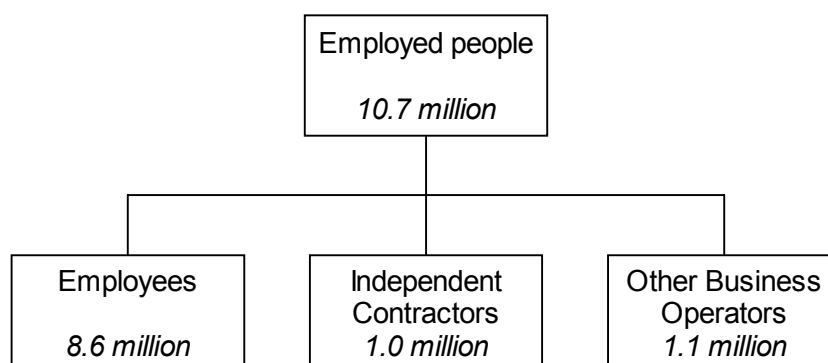 Employed people
10.7 million
Employees
8.6 million
Independent
Contractors
1.0 million
Other Business
Operators
1.1 million